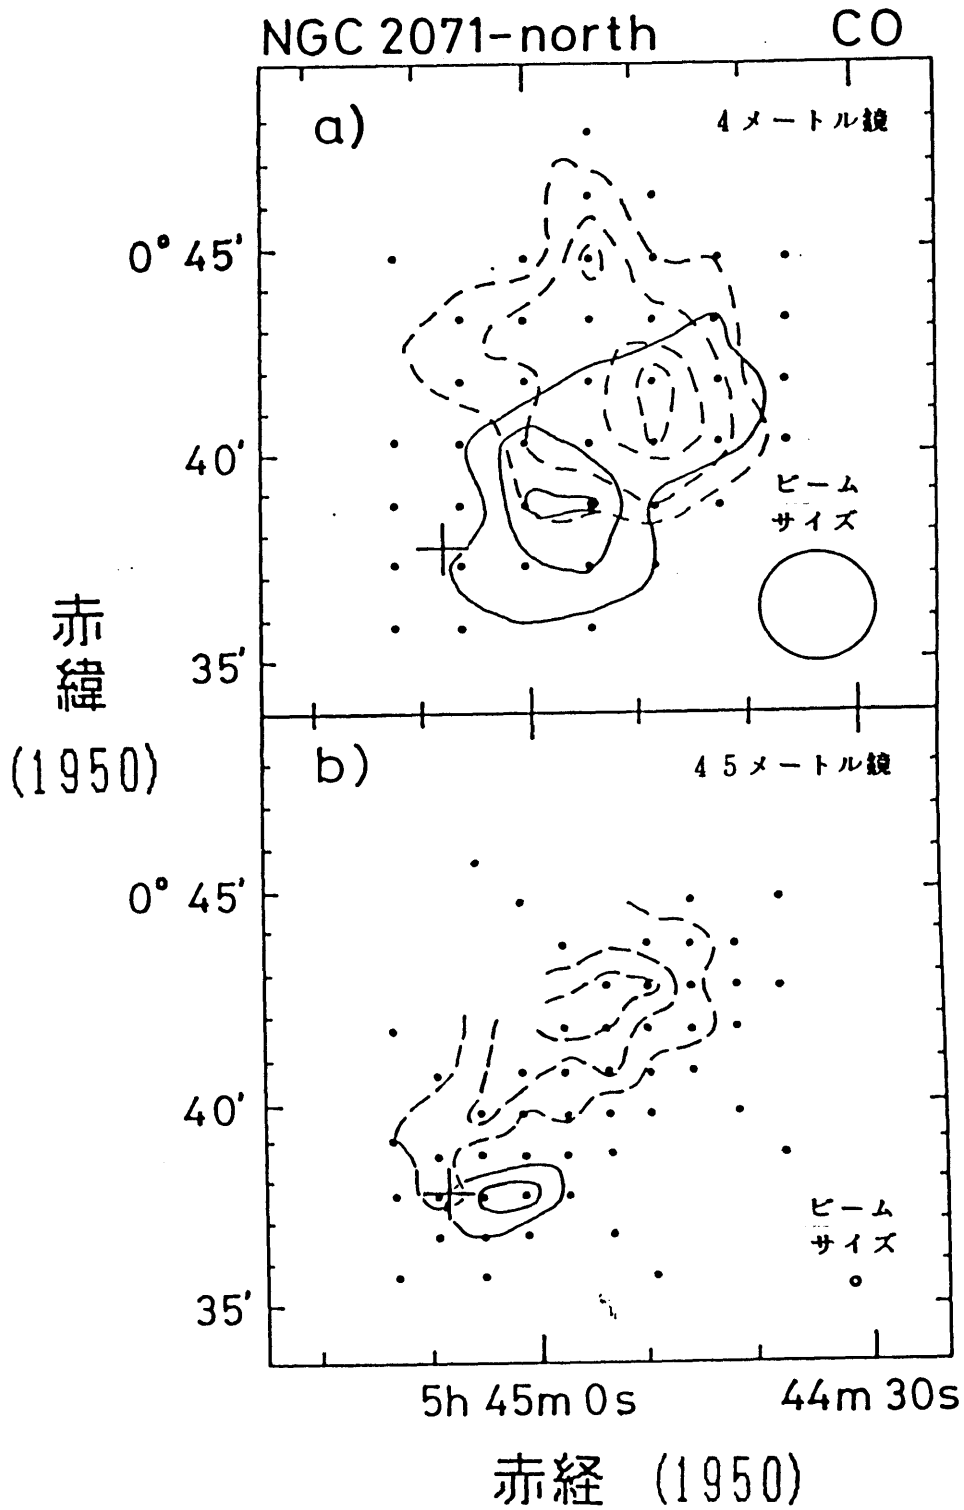 NGC 2071-north CO
a) 4メートル鏡
0° 45'
40'
ビーム
サイズ
35'
赤緯
(1950)
b) 45メートル鏡
0° 45'
40'
ビーム
サイズ
35'
5h 45m 0s 44m 30s
赤経 (1950)